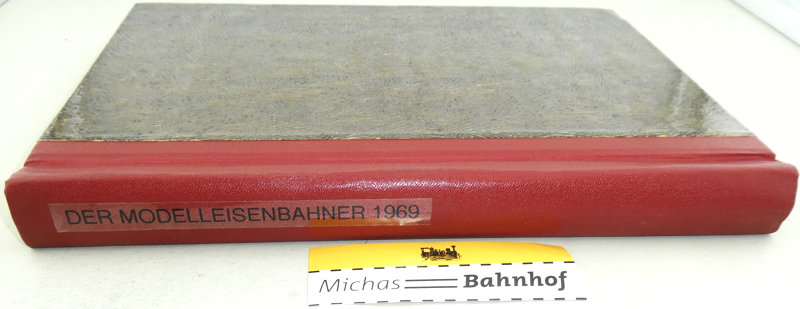 DER MODELLEISENBAHNER 1969
Michas Bahnhof